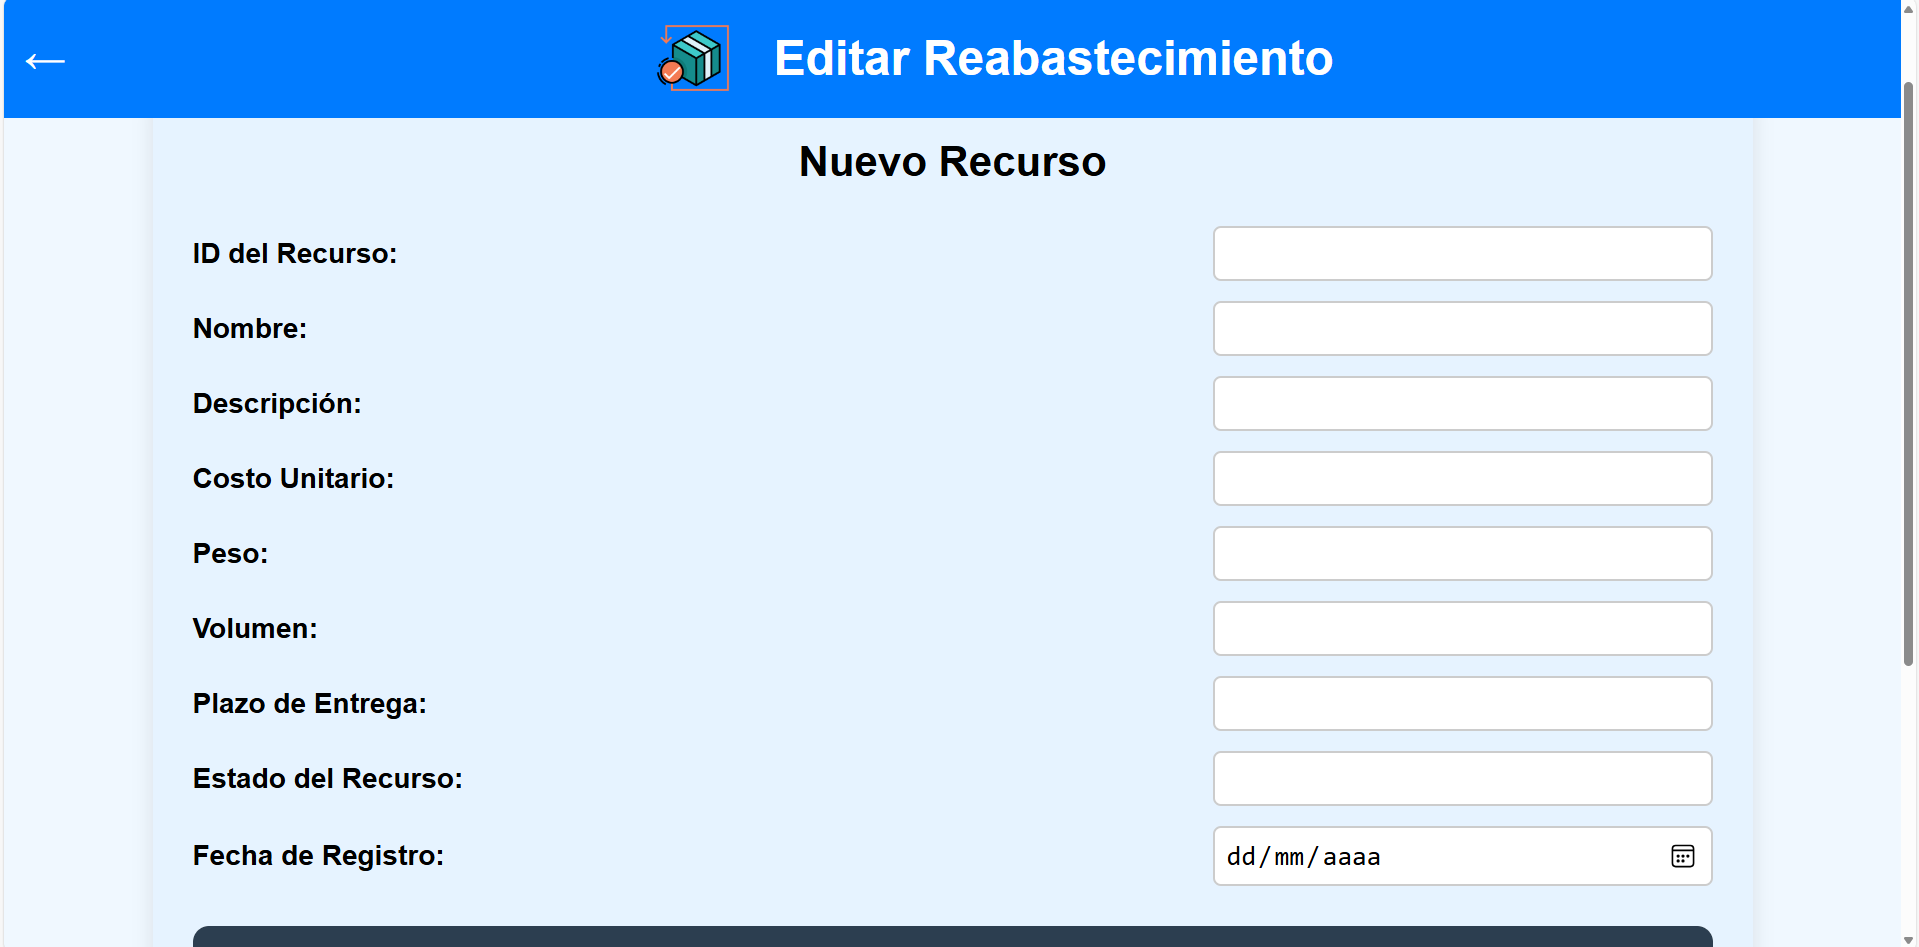 ←
Editar Reabastecimiento
Nuevo Recurso
ID del Recurso:
Nombre:
Descripción:
Costo Unitario:
Peso:
Volumen:
Plazo de Entrega:
Estado del Recurso:
Fecha de Registro: dd/mm/aaaa